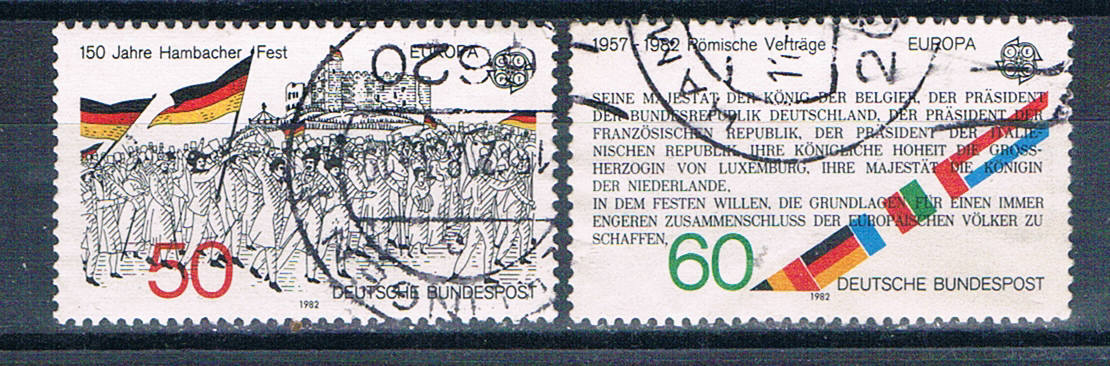 150 Jahre Hambacher Fest
EUROPA
50
1982
DEUTSCHE BUNDESPOST
1957-1982 Römische Verträge
EUROPA
SEINE MAJESTÄT DER KÖNIG DER BELGIER, DER PRÄSIDENT
DER BUNDESREPUBLIK DEUTSCHLAND, DER PRÄSIDENT DER
FRANZÖSISCHEN REPUBLIK, DER PRÄSIDENT DER ITALIE-
NISCHEN REPUBLIK, IHRE KÖNIGLICHE HOHEIT DIE GROSS-
HERZOGIN VON LUXEMBURG, IHRE MAJESTÄT DIE KÖNIGIN
DER NIEDERLANDE,
IN DEM FESTEN WILLEN, DIE GRUNDLAGEN FÜR EINEN IMMER
ENGEREN ZUSAMMENSCHLUSS DER EUROPÄISCHEN VÖLKER ZU
SCHAFFEN,
60
1982
DEUTSCHE BUNDESPOST